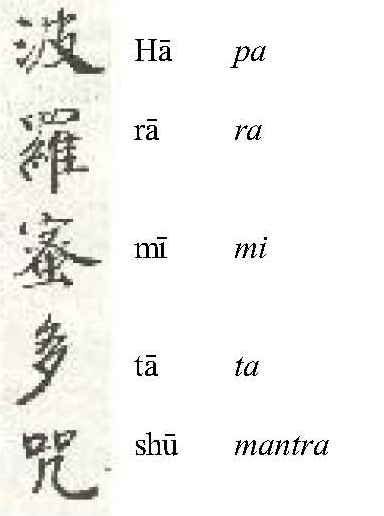 波 Hā pa
羅 rā ra
蜜 mī mi
多 tā ta
咒 shū mantra